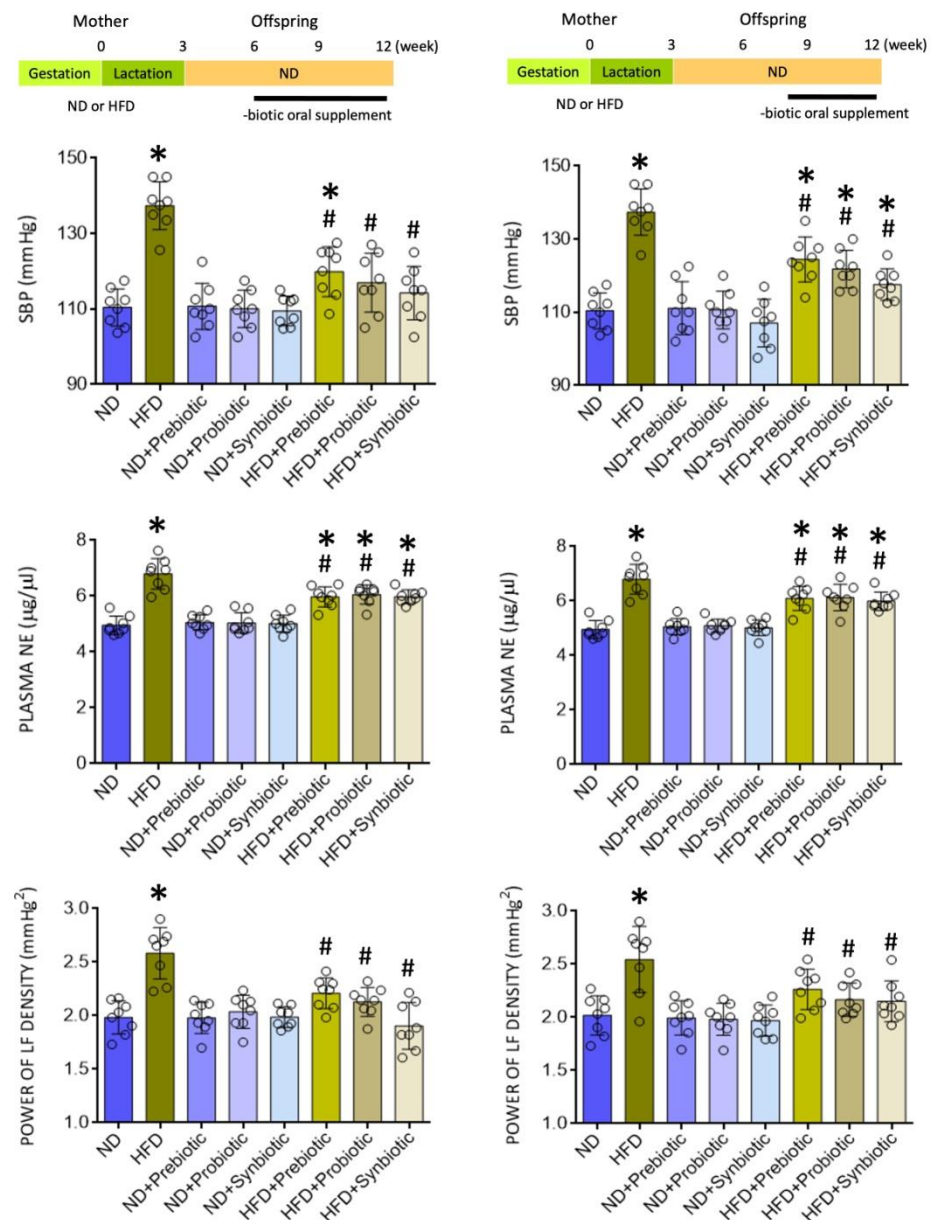 Mother Offspring
0 3 6 9 12 (week)
Gestation Lactation ND
ND or HFD
-biotic oral supplement
Mother Offspring
0 3 6 9 12 (week)
Gestation Lactation ND
ND or HFD
-biotic oral supplement
SBP (mmHg)
150
130
110
90
* * # # #
ND
HFD
ND+Prebiotic
ND+Probiotic
ND+Synbiotic
HFD+Prebiotic
HFD+Probiotic
HFD+Synbiotic
SBP (mmHg)
150
130
110
90
* * # * # * #
ND
HFD
ND+Prebiotic
ND+Probiotic
ND+Synbiotic
HFD+Prebiotic
HFD+Probiotic
HFD+Synbiotic
PLASMA NE (µg/µl)
8
6
4
2
0
* * # * # * #
ND
HFD
ND+Prebiotic
ND+Probiotic
ND+Synbiotic
HFD+Prebiotic
HFD+Probiotic
HFD+Synbiotic
PLASMA NE (µg/µl)
8
6
4
2
0
* * # * # * #
ND
HFD
ND+Prebiotic
ND+Probiotic
ND+Synbiotic
HFD+Prebiotic
HFD+Probiotic
HFD+Synbiotic
POWER OF LF DENSITY (mmHg²)
3.0
2.5
2.0
1.5
1.0
* # # #
ND
HFD
ND+Prebiotic
ND+Probiotic
ND+Synbiotic
HFD+Prebiotic
HFD+Probiotic
HFD+Synbiotic
POWER OF LF DENSITY (mmHg²)
3.0
2.5
2.0
1.5
1.0
* # # #
ND
HFD
ND+Prebiotic
ND+Probiotic
ND+Synbiotic
HFD+Prebiotic
HFD+Probiotic
HFD+Synbiotic